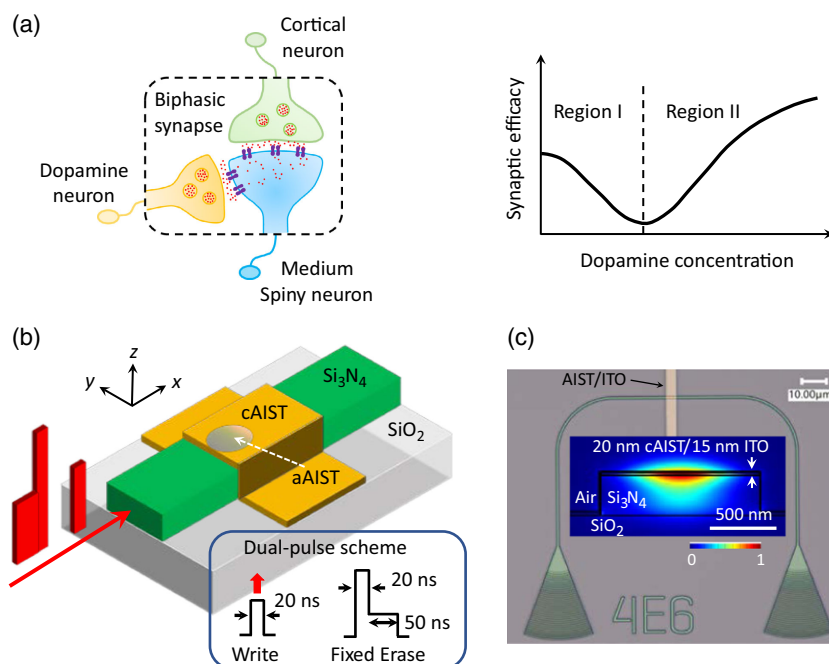 (a)
Cortical
neuron
Biphasic
synapse
Dopamine
neuron
Medium
Spiny neuron
Synaptic efficacy
Region I
Region II
Dopamine concentration
(b)
z
y
x
Si₃N₄
cAIST
SiO₂
aAIST
Dual-pulse scheme
20 ns
20 ns
50 ns
Write
Fixed Erase
(c)
AIST/ITO
10.00μm
20 nm cAIST/15 nm ITO
Air
Si₃N₄
SiO₂
500 nm
0
1
4E6